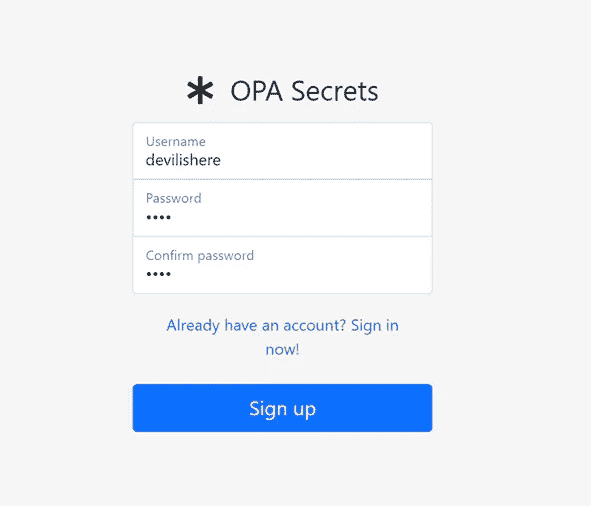 OPA Secrets
Username
devilishere
Password
••••
Confirm password
••••
Already have an account? Sign in
now!
Sign up